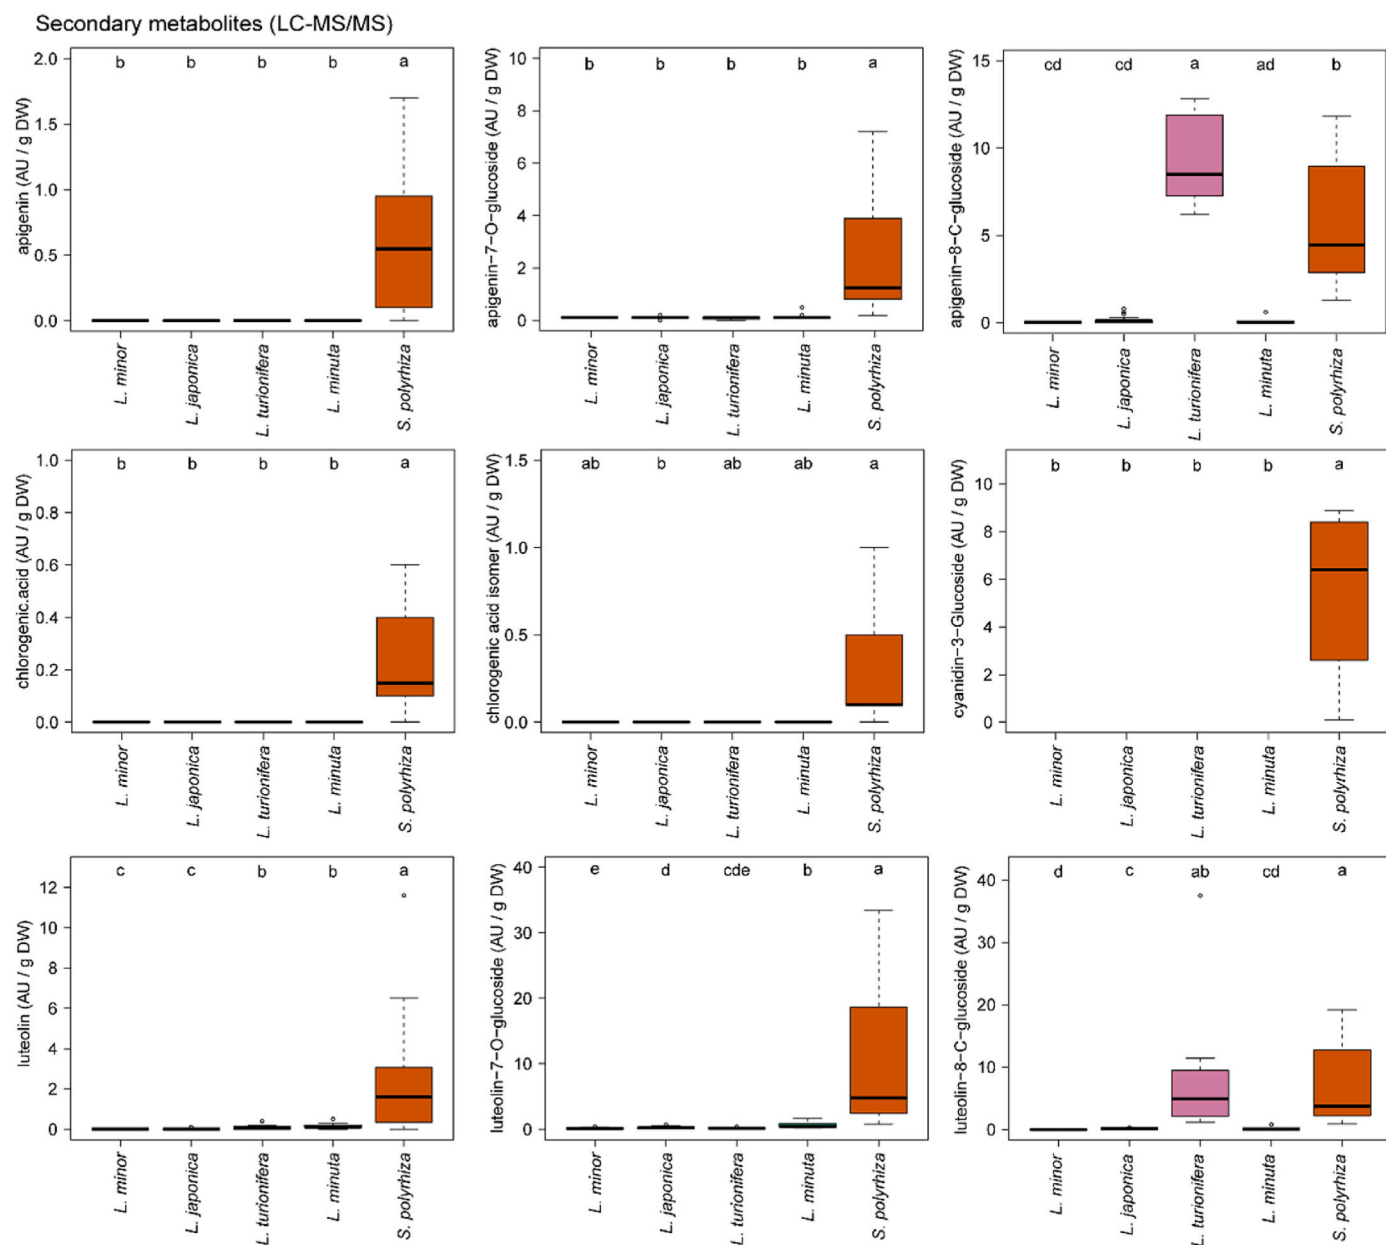 Secondary metabolites (LC-MS/MS)
apigenin (AU / g DW)
2.0
1.5
1.0
0.5
0.0
b b b b a
L. minor
L. japonica
L. turionifera
L. minuta
S. polyrhiza
apigenin−7−O−glucoside (AU / g DW)
10
8
6
4
2
0
b b b b a
L. minor
L. japonica
L. turionifera
L. minuta
S. polyrhiza
apigenin−8−C−glucoside (AU / g DW)
15
10
5
0
cd cd a ad b
L. minor
L. japonica
L. turionifera
L. minuta
S. polyrhiza
chlorogenic.acid (AU / g DW)
1.0
0.8
0.6
0.4
0.2
0.0
b b b b a
L. minor
L. japonica
L. turionifera
L. minuta
S. polyrhiza
chlorogenic acid isomer (AU / g DW)
1.5
1.0
0.5
0.0
ab b ab ab a
L. minor
L. japonica
L. turionifera
L. minuta
S. polyrhiza
cyanidin−3−Glucoside (AU / g DW)
10
8
6
4
2
0
b b b b a
L. minor
L. japonica
L. turionifera
L. minuta
S. polyrhiza
luteolin (AU / g DW)
12
10
8
6
4
2
0
c c b b a
L. minor
L. japonica
L. turionifera
L. minuta
S. polyrhiza
luteolin−7−O−glucoside (AU / g DW)
40
30
20
10
0
e d cde b a
L. minor
L. japonica
L. turionifera
L. minuta
S. polyrhiza
luteolin−8−C−glucoside (AU / g DW)
40
30
20
10
0
d c ab cd a
L. minor
L. japonica
L. turionifera
L. minuta
S. polyrhiza